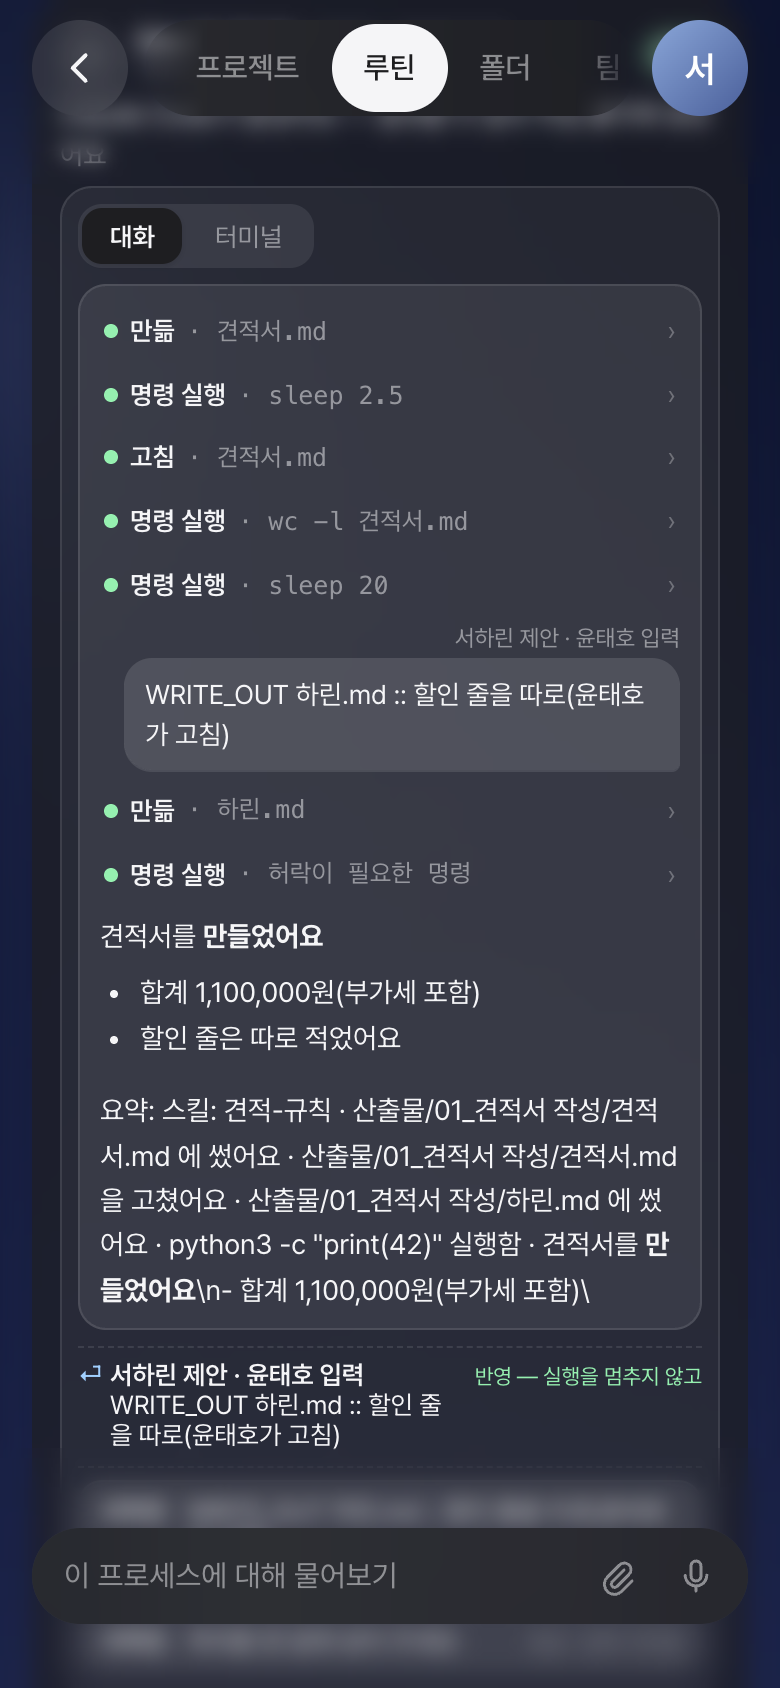 프로젝트 루틴 폴더 팀 서
어요
대화 터미널
만듦 · 견적서.md
명령 실행 · sleep 2.5
고침 · 견적서.md
명령 실행 · wc -l 견적서.md
명령 실행 · sleep 20
서하린 제안 · 윤태호 입력
WRITE_OUT 하린.md :: 할인 줄을 따로(윤태호
가 고침)
만듦 · 하린.md
명령 실행 · 허락이 필요한 명령
견적서를 만들었어요
• 합계 1,100,000원(부가세 포함)
• 할인 줄은 따로 적었어요
요약: 스킬: 견적-규칙 · 산출물/01_견적서 작성/견적
서.md 에 썼어요 · 산출물/01_견적서 작성/견적서.md
을 고쳤어요 · 산출물/01_견적서 작성/하린.md 에 썼
어요 · python3 -c "print(42)" 실행함 · 견적서를 만
들었어요\n- 합계 1,100,000원(부가세 포함)\
서하린 제안 · 윤태호 입력 반영 — 실행을 멈추지 않고
WRITE_OUT 하린.md :: 할인 줄
을 따로(윤태호가 고침)
이 프로세스에 대해 물어보기